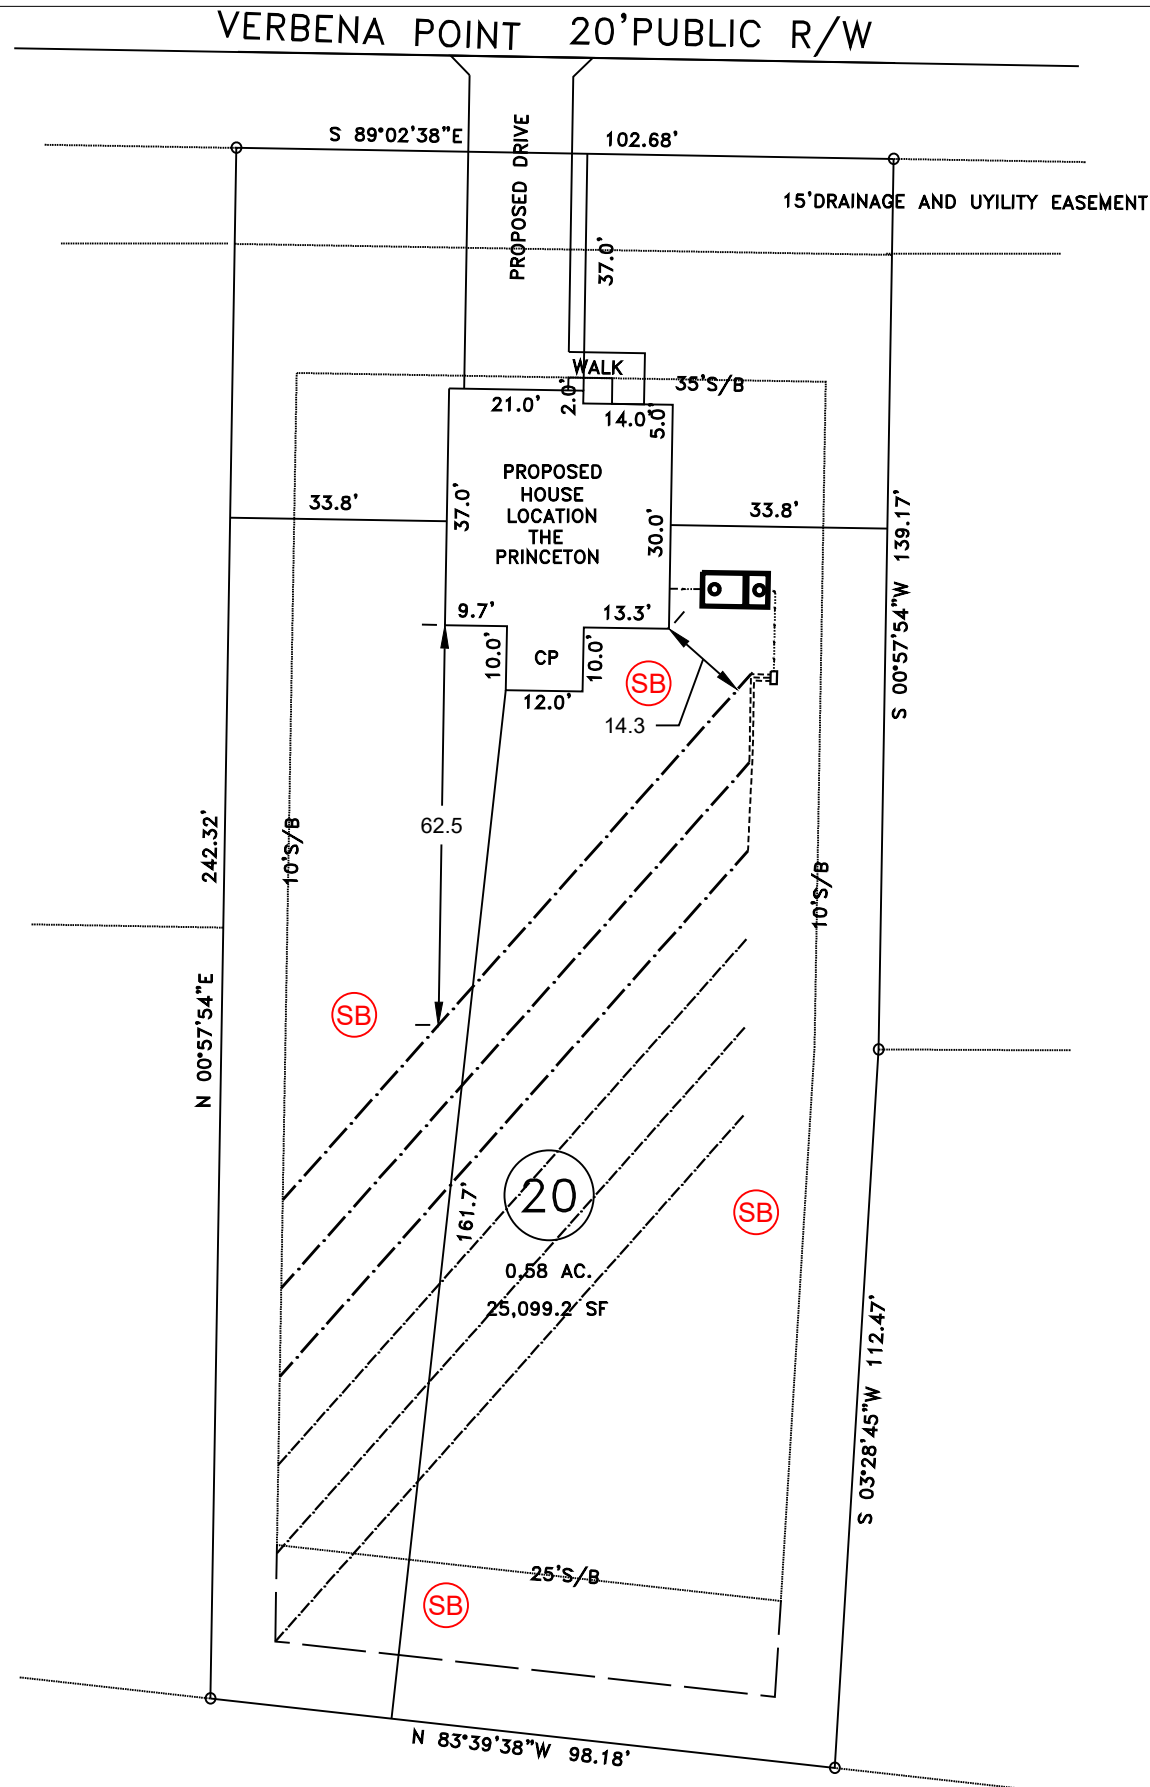 VERBENA POINT 20'PUBLIC R/W
S 89°02'38"E
102.68'
PROPOSED DRIVE
15'DRAINAGE AND UYILITY EASEMENT
37.0'
WALK
35'S/B
21.0'
2.0'
14.0'
5.0'
PROPOSED
HOUSE
LOCATION
THE
PRINCETON
33.8'
37.0'
30.0'
33.8'
S 00°57'54"W 139.17'
9.7'
13.3'
10.0'
CP
10.0'
12.0'
SB
14.3
62.5
242.32'
10'S/B
10'S/B
N 00°57'54"E
SB
161.7'
20
SB
0.58 AC.
25,099.2 SF
S 03°28'45"W 112.47'
25'S/B
SB
N 83°39'38"W 98.18'